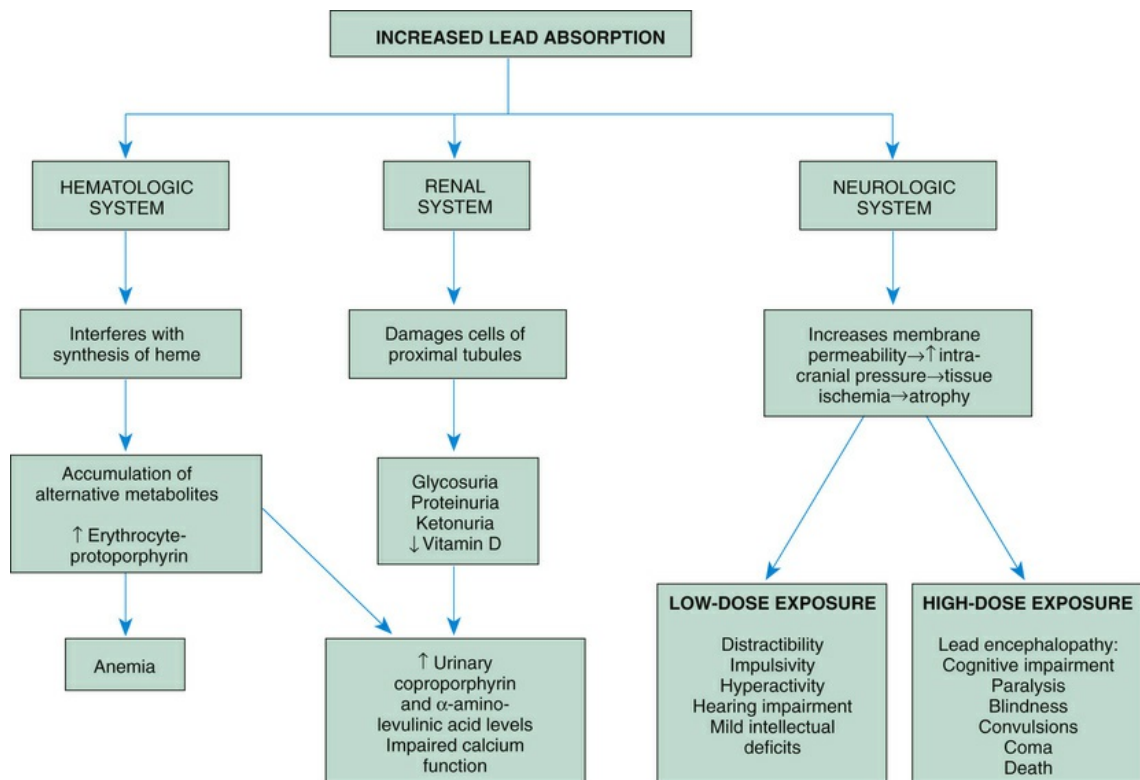 INCREASED LEAD ABSORPTION
HEMATOLOGIC
SYSTEM
RENAL
SYSTEM
NEUROLOGIC
SYSTEM
Interferes with
synthesis of heme
Damages cells of
proximal tubules
Increases membrane
permeability→↑ intra-
cranial pressure→tissue
ischemia→atrophy
Accumulation of
alternative metabolites
↑ Erythrocyte-
protoporphyrin
Glycosuria
Proteinuria
Ketonuria
↓ Vitamin D
Anemia
↑ Urinary
coproporphyrin
and α-amino-
levulinic acid levels
Impaired calcium
function
LOW-DOSE EXPOSURE
Distractibility
Impulsivity
Hyperactivity
Hearing impairment
Mild intellectual
deficits
HIGH-DOSE EXPOSURE
Lead encephalopathy:
Cognitive impairment
Paralysis
Blindness
Convulsions
Coma
Death